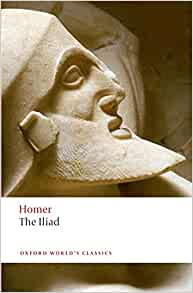 Homer
The Iliad
OXFORD WORLD'S CLASSICS